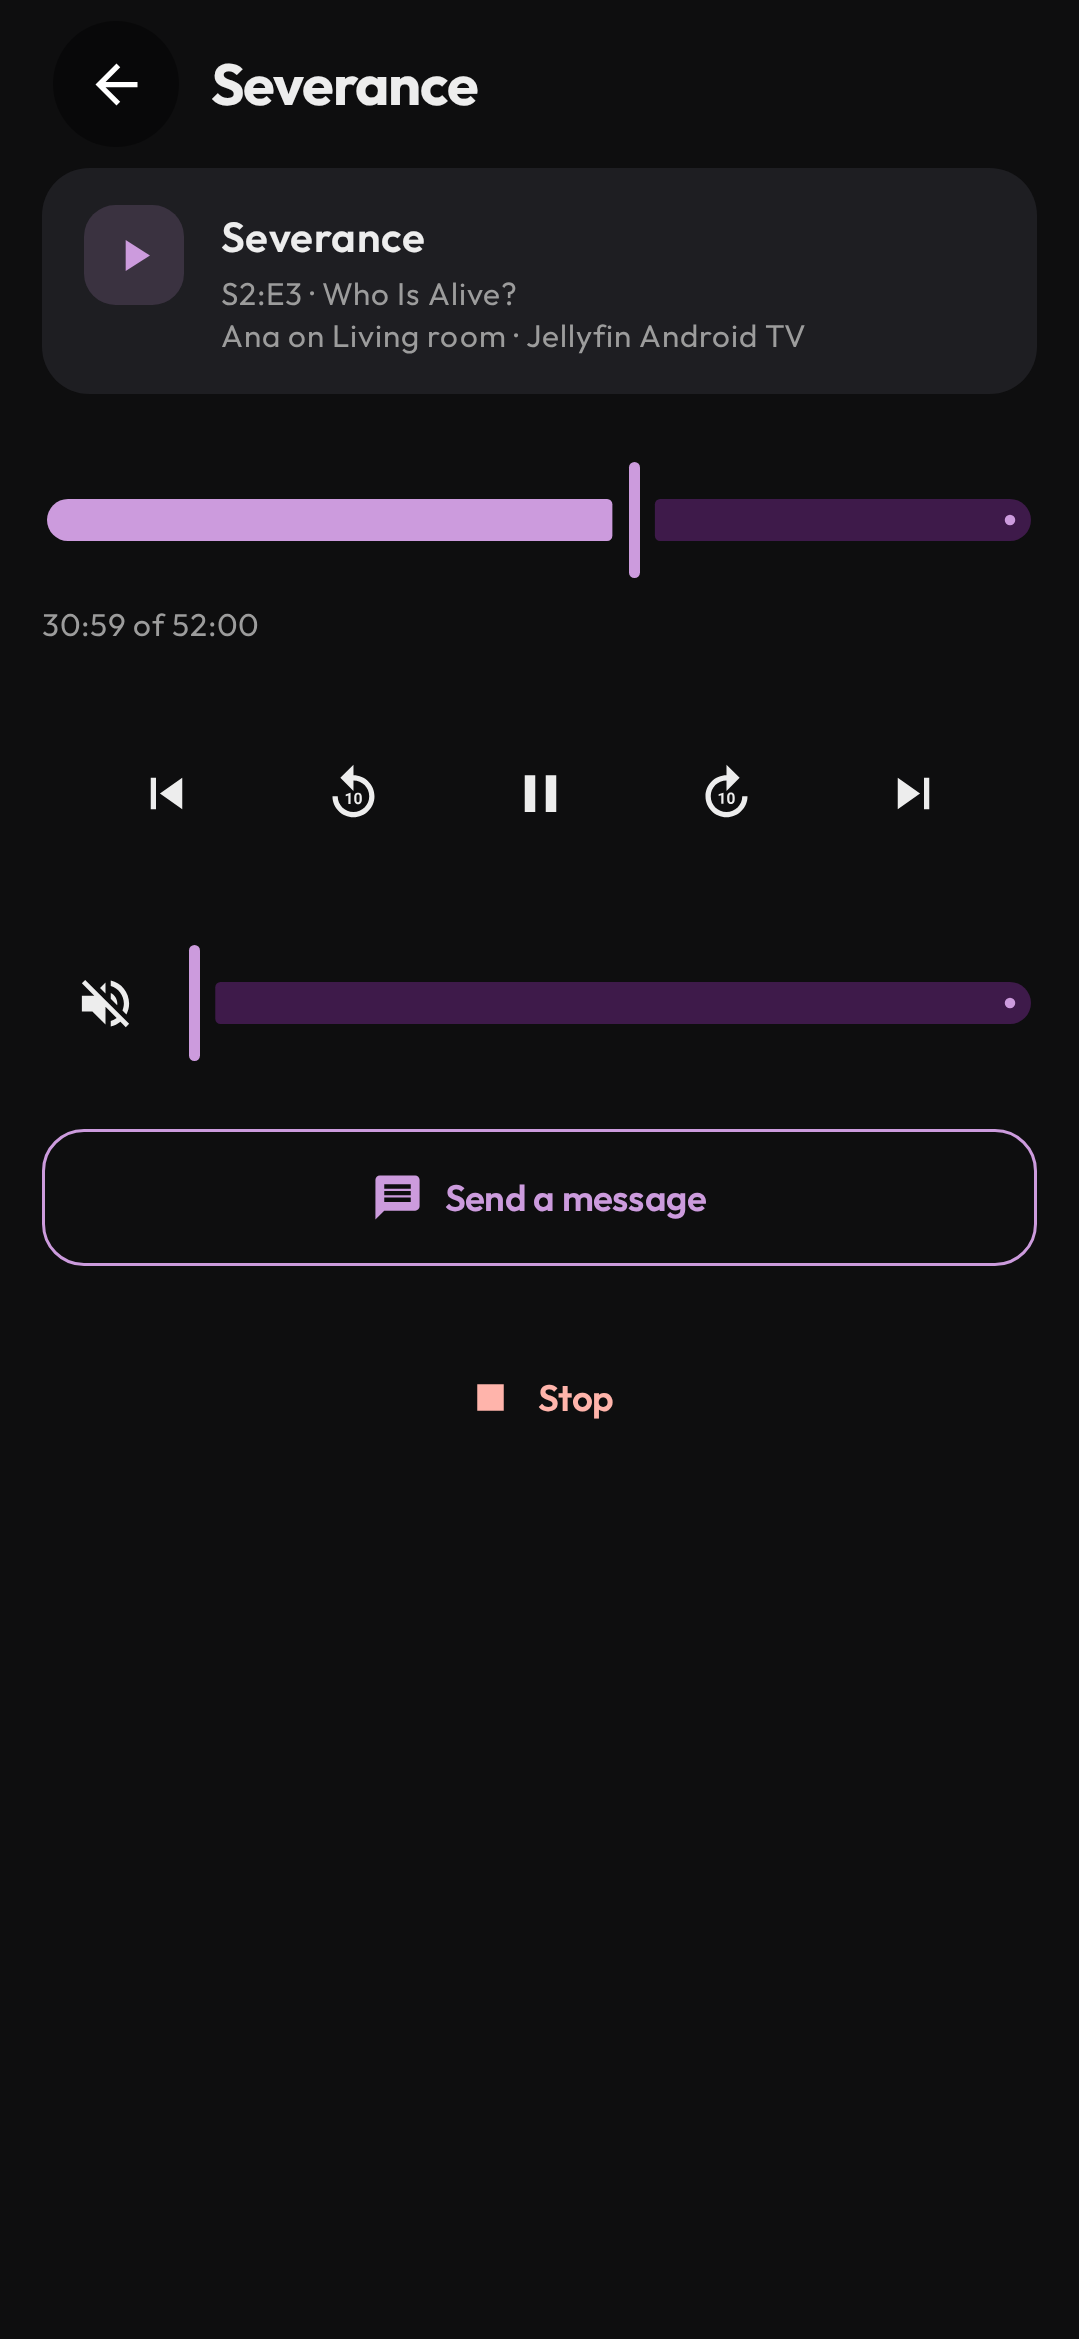 Severance
Severance
S2:E3 · Who Is Alive?
Ana on Living room · Jellyfin Android TV
30:59 of 52:00
10
10
Send a message
Stop